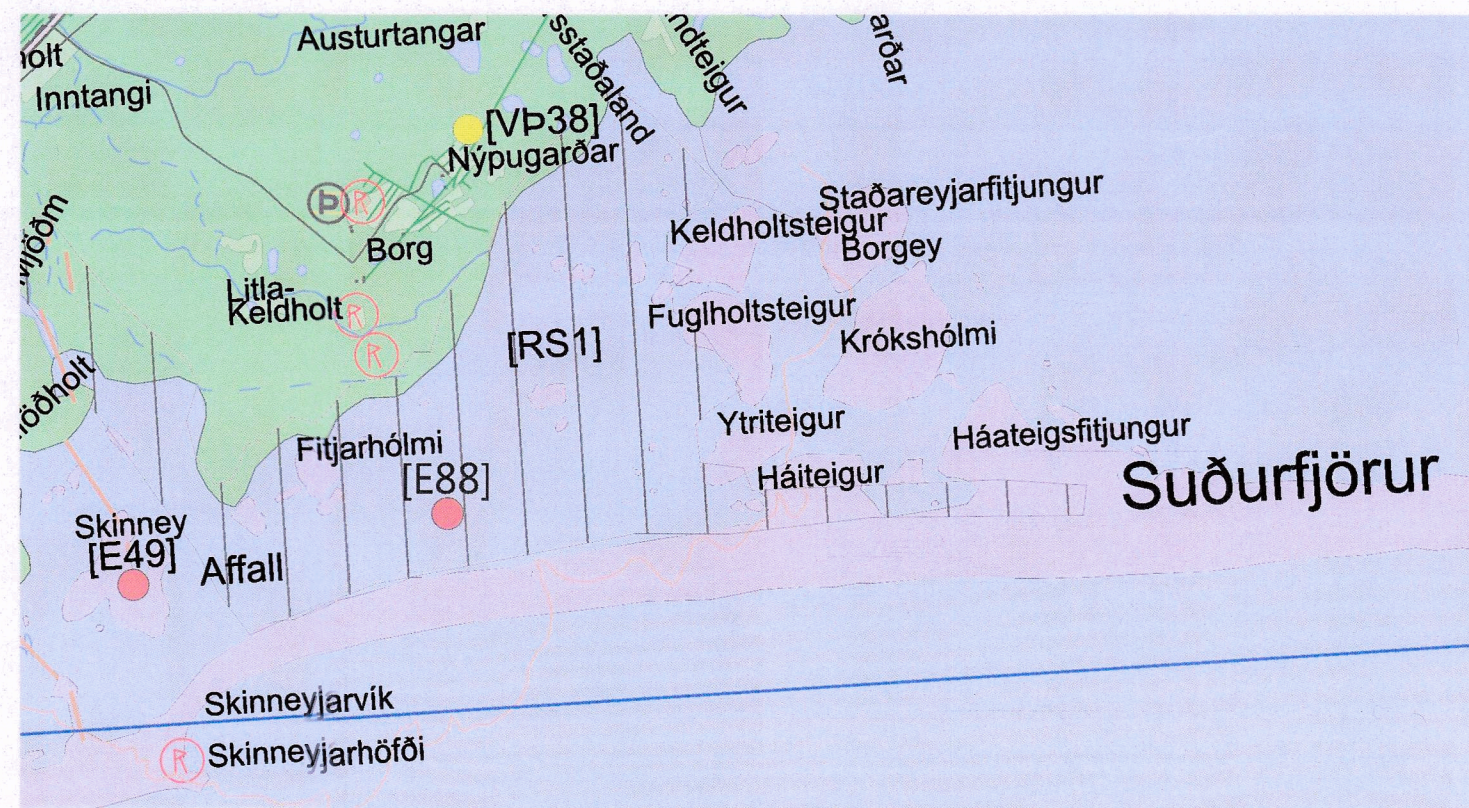 Austurtangar
Inntangi
[VÞ38]
Nýpugarðar
ndteigur
Þ
R
Borg
Staðareyjarfitjungur
Keldholtsteigur
Borgey
Litla-
Keldholt
R
R
Fuglholtsteigur
[RS1]
Krókshólmi
Ytriteigur
Fitjarhólmi
Háateigsfitjungur
[E88]
Háiteigur
Suðurfjörur
Skinney
[E49]
Affall
Skinneyjarvík
R
Skinneyjarhöfði